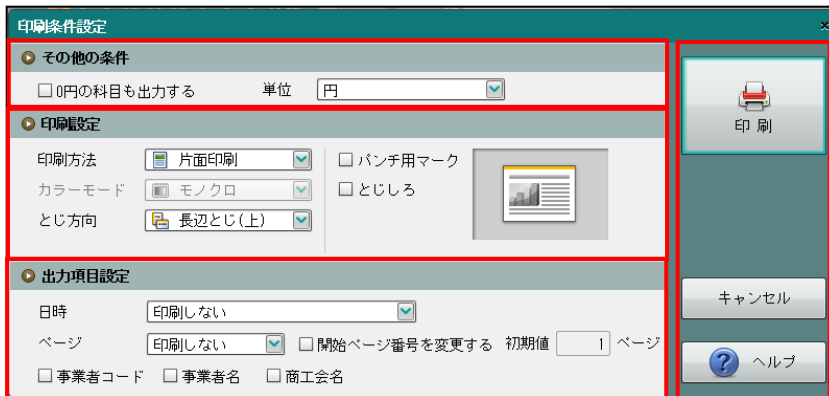 印刷条件設定
×
その他の条件
0円の科目も出力する 単位 円
印刷
印刷設定
印刷方法 片面印刷 パンチ用マーク
カラーモード モノクロ とじしろ
とじ方向 長辺とじ(上)
出力項目設定
キャンセル
日時 印刷しない
ページ 印刷しない 開始ページ番号を変更する 初期値 1 ページ
ヘルプ
事業者コード 事業者名 商工会名